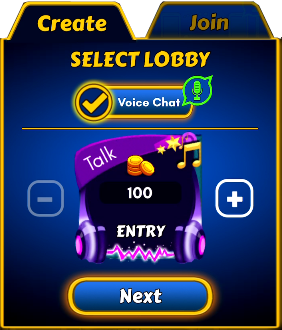 Create
Join
SELECT LOBBY
Voice Chat
Talk
100
ENTRY
Next